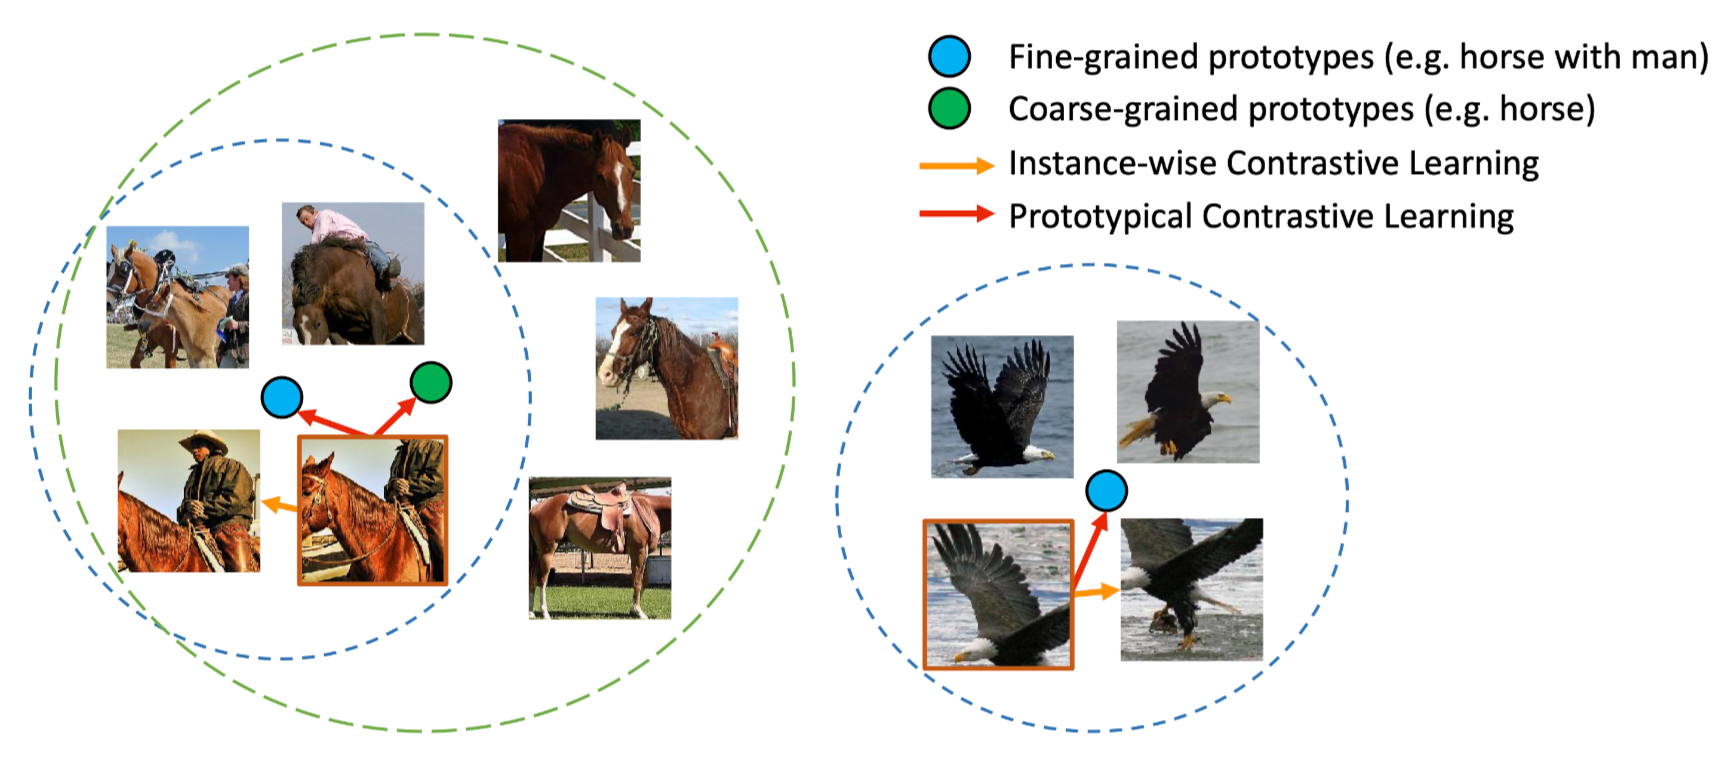 Fine-grained prototypes (e.g. horse with man)
Coarse-grained prototypes (e.g. horse)
Instance-wise Contrastive Learning
Prototypical Contrastive Learning